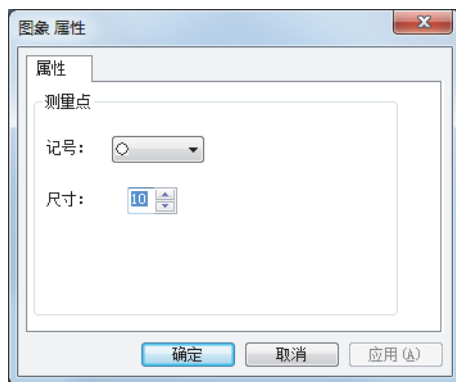 图象 属性
属性
测量点
记号:
尺寸: 10
确定 取消 应用(A)